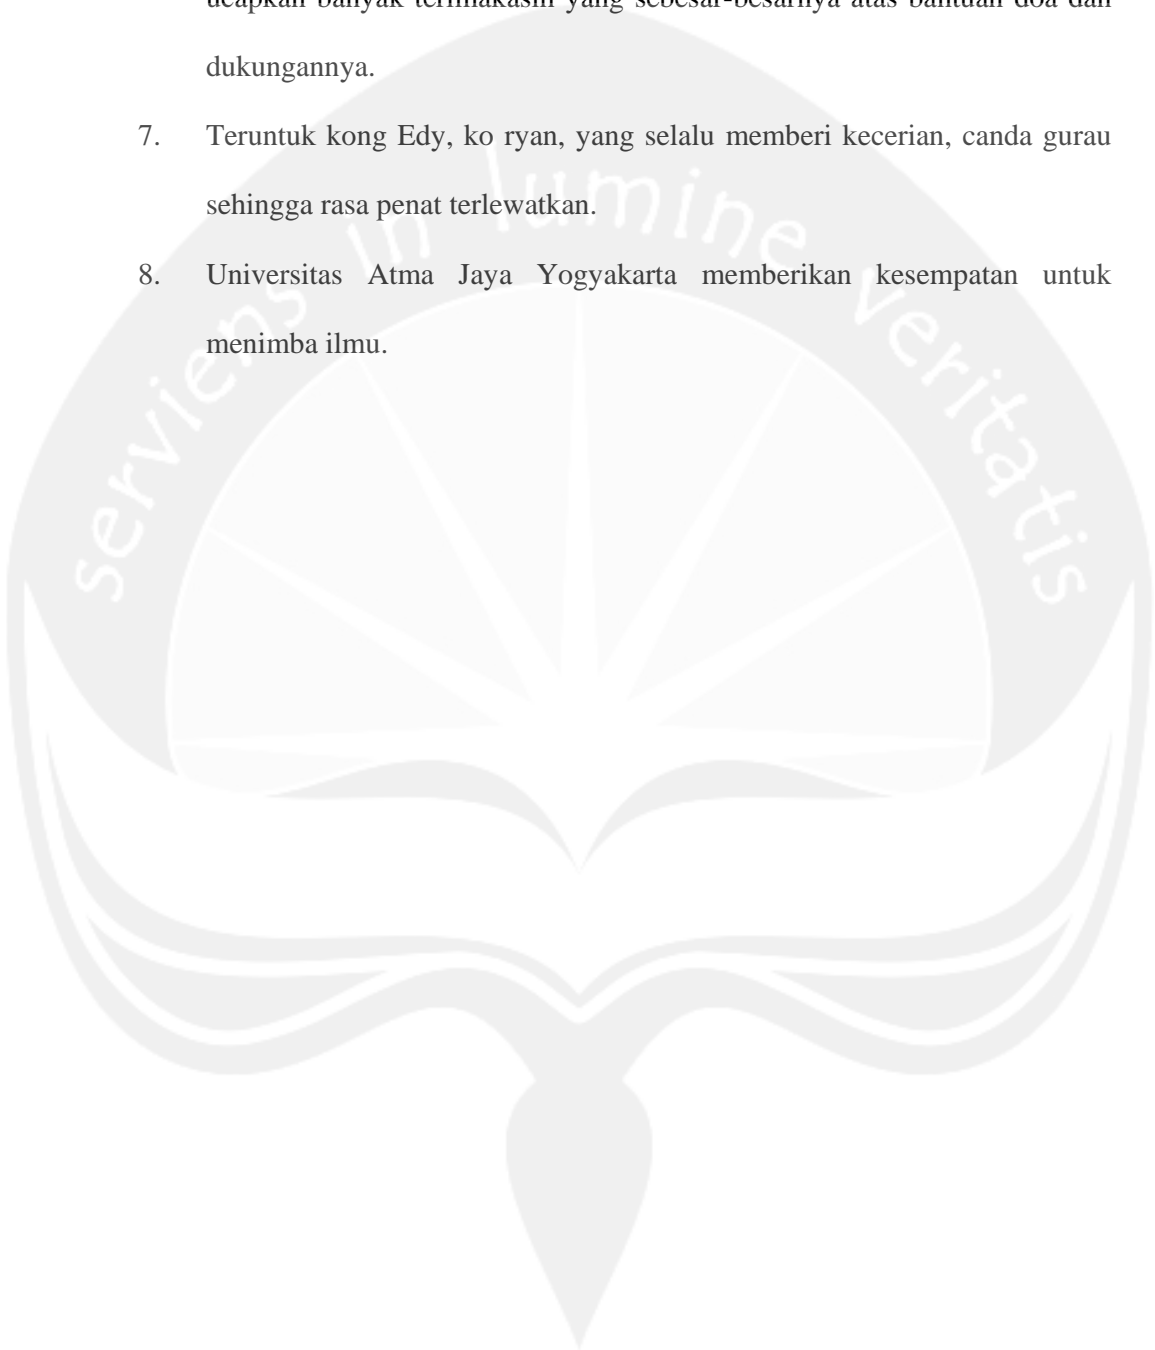 ucapkan banyak terimakasih yang sebesar-besarnya atas bantuan doa dan
dukungannya.
7. Teruntuk kong Edy, ko ryan, yang selalu memberi kecerian, canda gurau
sehingga rasa penat terlewatkan.
8. Universitas Atma Jaya Yogyakarta memberikan kesempatan untuk
menimba ilmu.
serviens in lumine veritatis